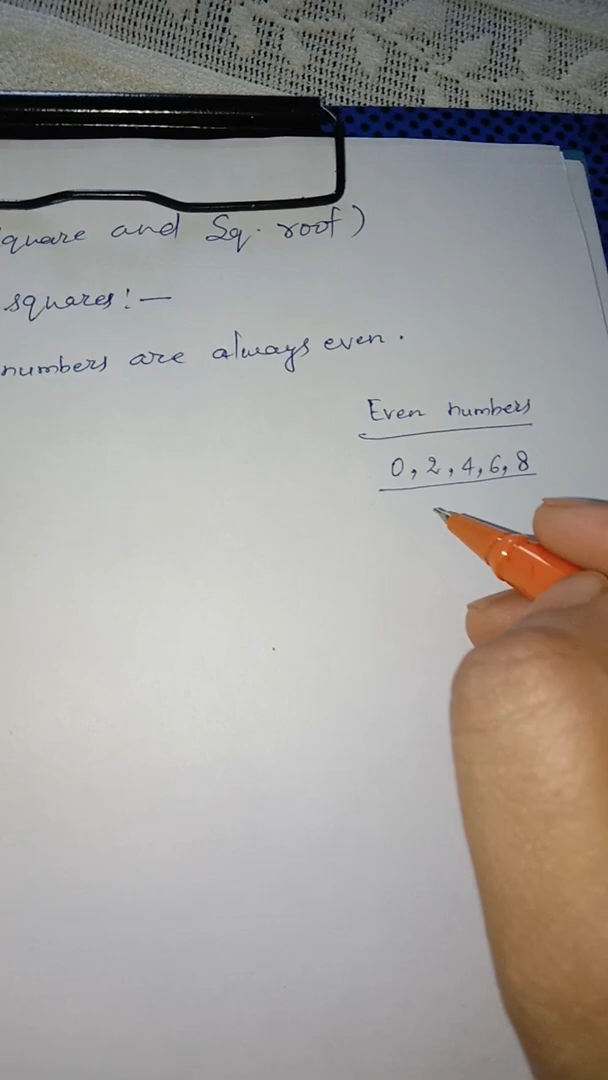 quare and Sq. root)
squares:—
numbers are always even.
Even numbers
0, 2, 4, 6, 8